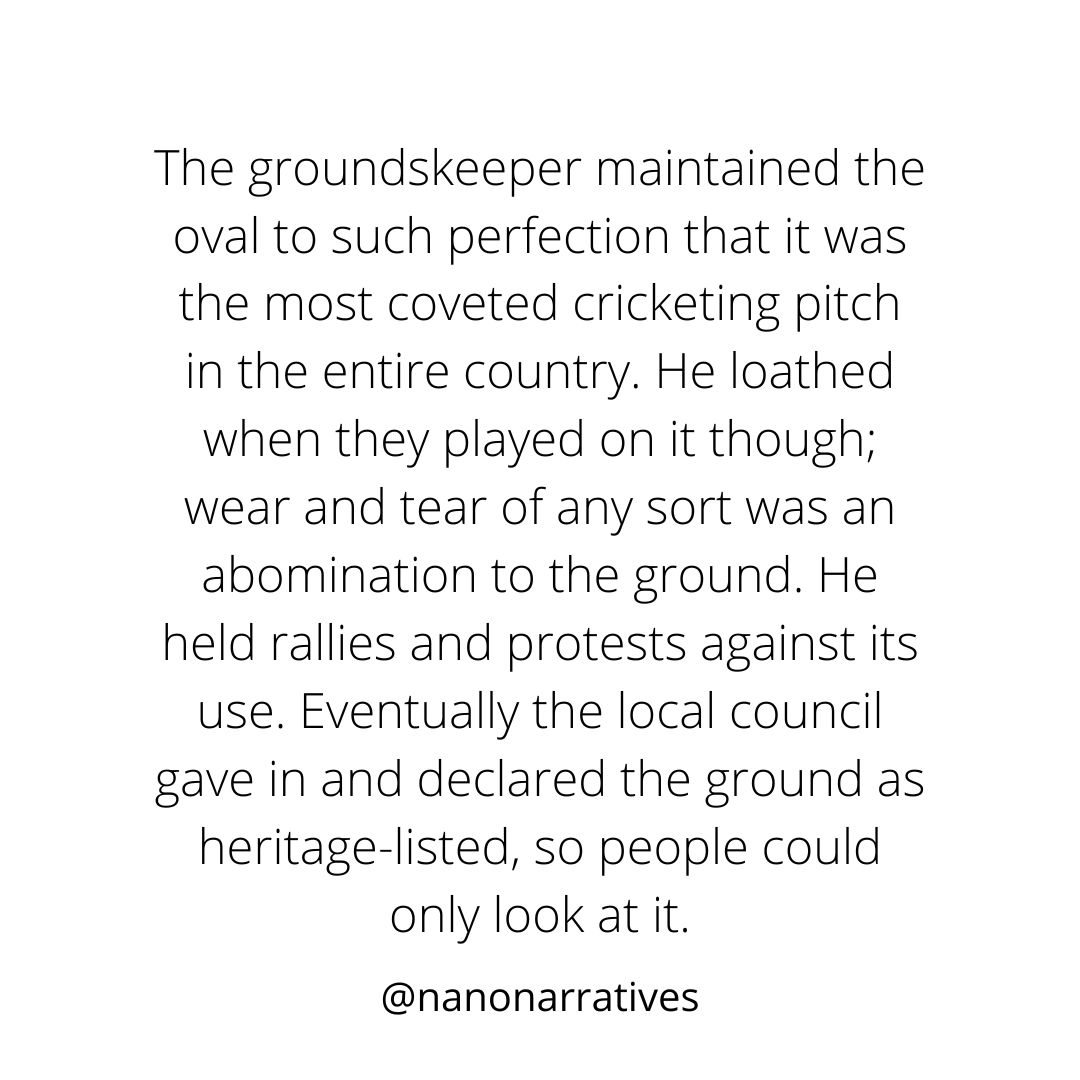 The groundskeeper maintained the
oval to such perfection that it was
the most coveted cricketing pitch
in the entire country. He loathed
when they played on it though;
wear and tear of any sort was an
abomination to the ground. He
held rallies and protests against its
use. Eventually the local council
gave in and declared the ground as
heritage-listed, so people could
only look at it.
@nanonarratives